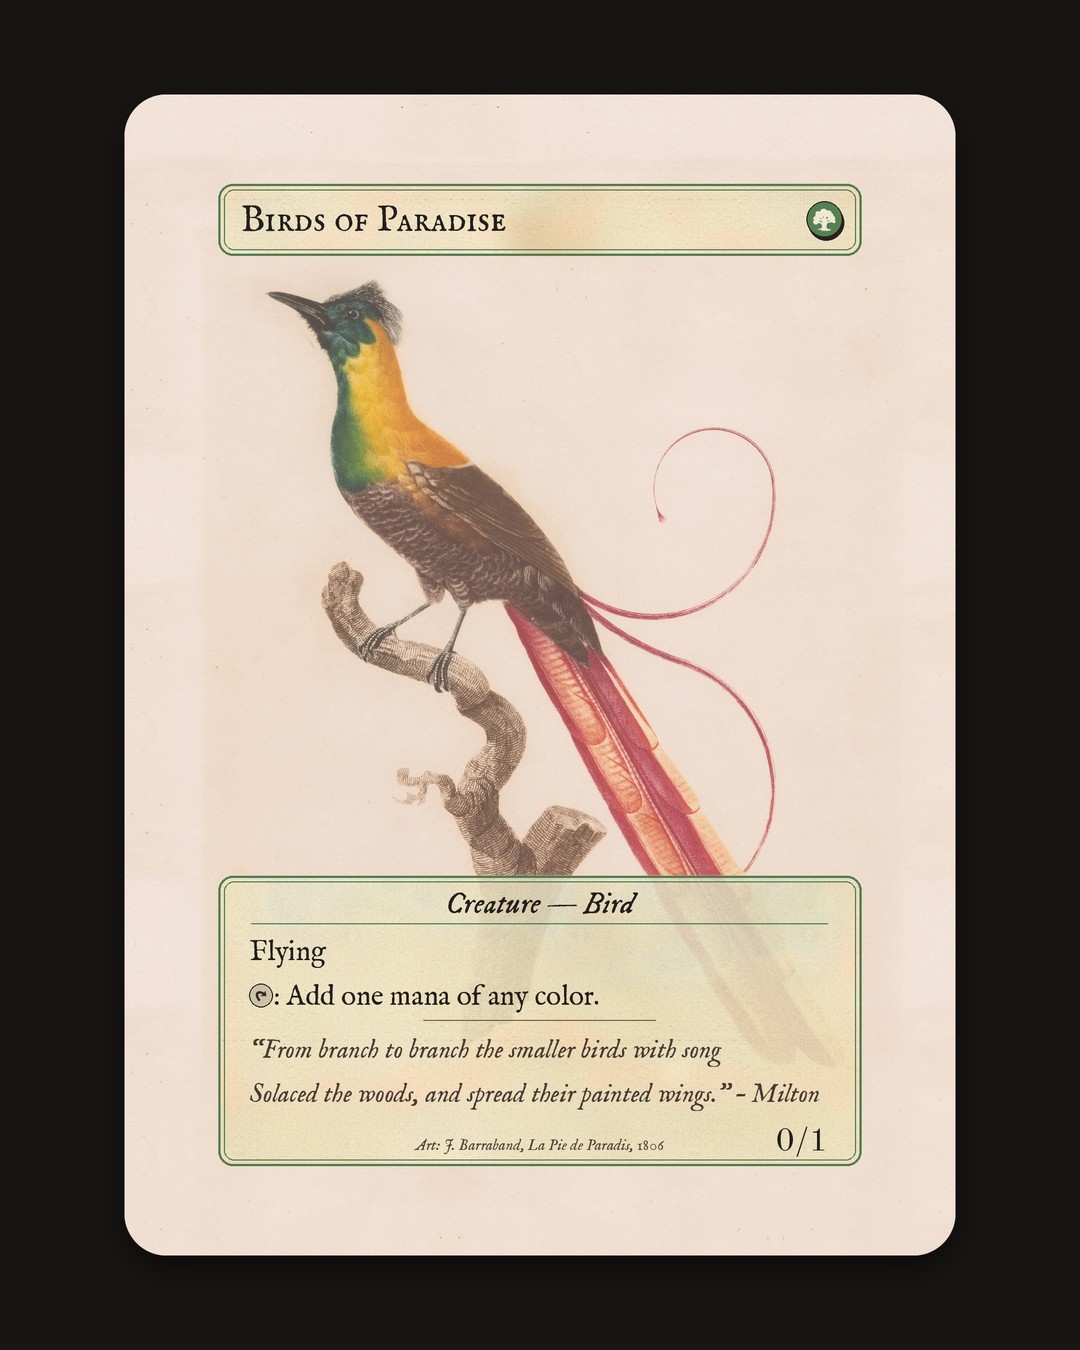 Birds of Paradise
Creature — Bird
Flying
: Add one mana of any color.
“From branch to branch the smaller birds with song
Solaced the woods, and spread their painted wings.” - Milton
Art: J. Barraband, La Pie de Paradis, 1806
0/1